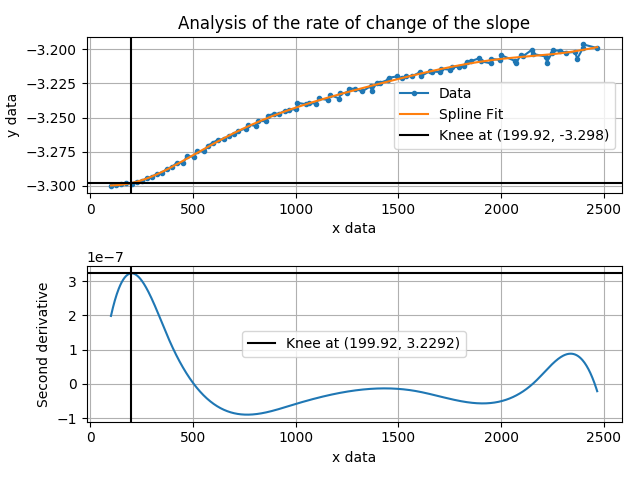 Analysis of the rate of change of the slope
−3.200
−3.225
−3.250
−3.275
−3.300
y data
Data
Spline Fit
Knee at (199.92, -3.298)
0 500 1000 1500 2000 2500
x data
1e−7
3
2
1
0
−1
Second derivative
Knee at (199.92, 3.2292)
0 500 1000 1500 2000 2500
x data